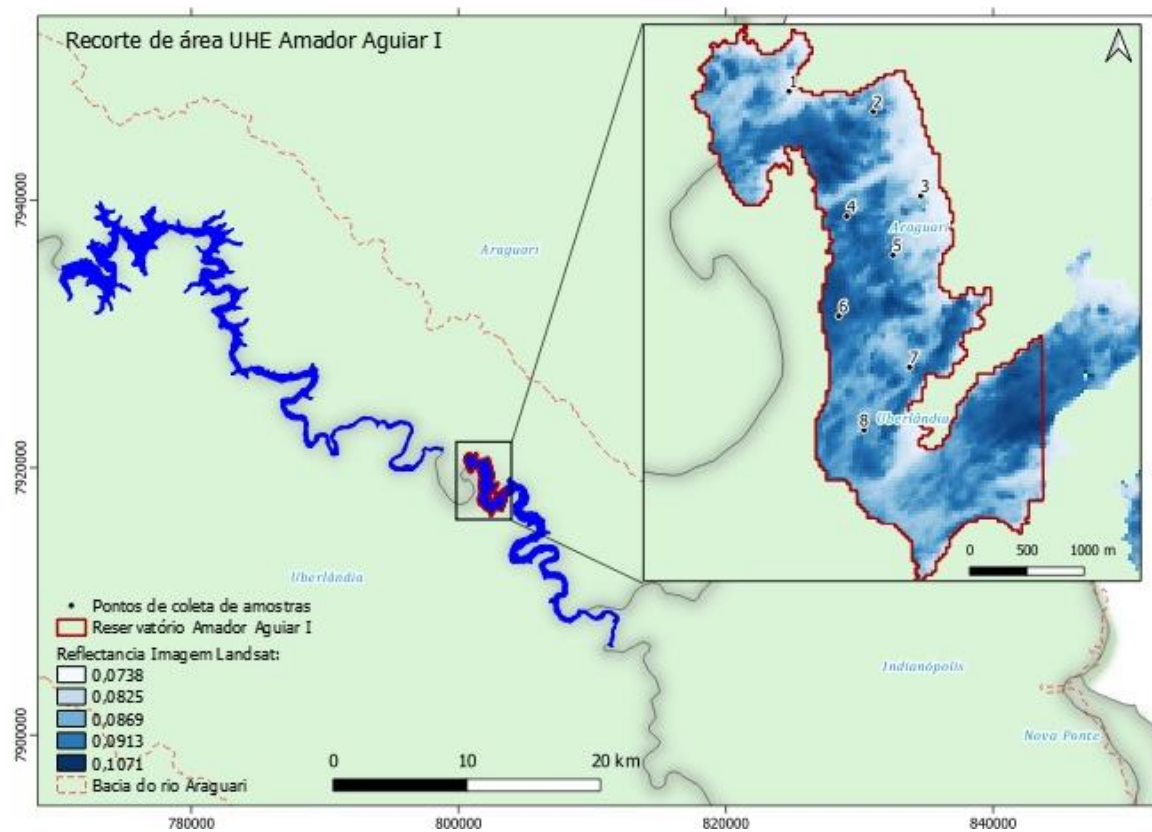 Recorte de área UHE Amador Aguiar I
1
2
3
4
Araguari
5
6
7
Uberlândia
8
0 500 1000 m
7940000
7920000
7900000
Araguari
Uberlândia
Indianópolis
Nova Ponte
Pontos de coleta de amostras
Reservatório Amador Aguiar I
Reflectancia Imagem Landsat:
0,0738
0,0825
0,0869
0,0913
0,1071
Bacia do rio Araguari
0 10 20 km
780000 800000 820000 840000